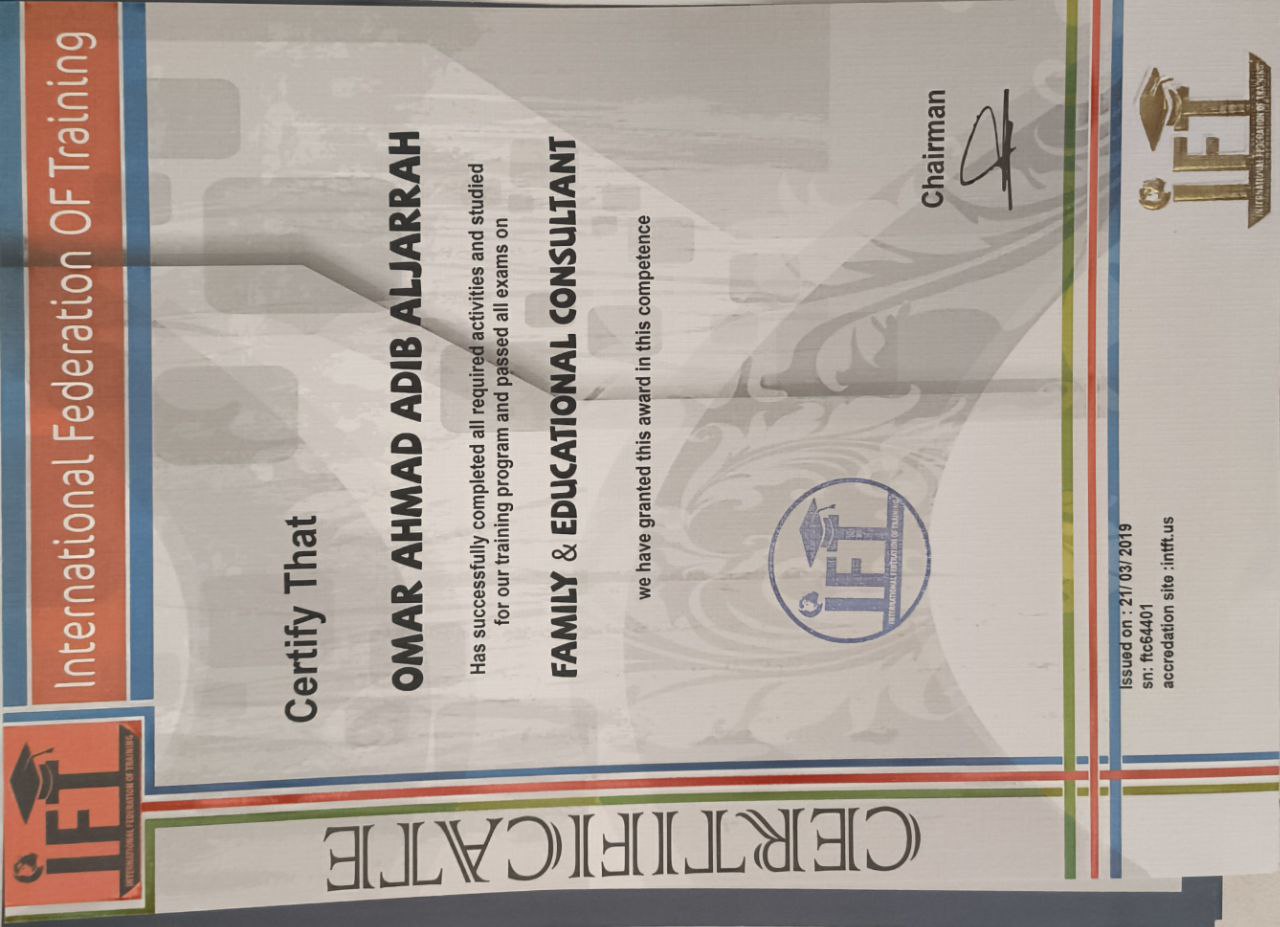 IFT
INTERNATIONAL FEDERATION OF TRAINING
International Federation OF Training
CERTIFICATE
Certify That
OMAR AHMAD ADIB ALJARRAH
Has successfully completed all required activities and studied
for our training program and passed all exams on
FAMILY & EDUCATIONAL CONSULTANT
we have granted this award in this competence
Chairman
IFT
INTERNATIONAL FEDERATION OF TRAINING
Issued on : 21/ 03/ 2019
sn: ftc64401
accredation site :intft.us
IFT
INTERNATIONAL FEDERATION OF TRAINING